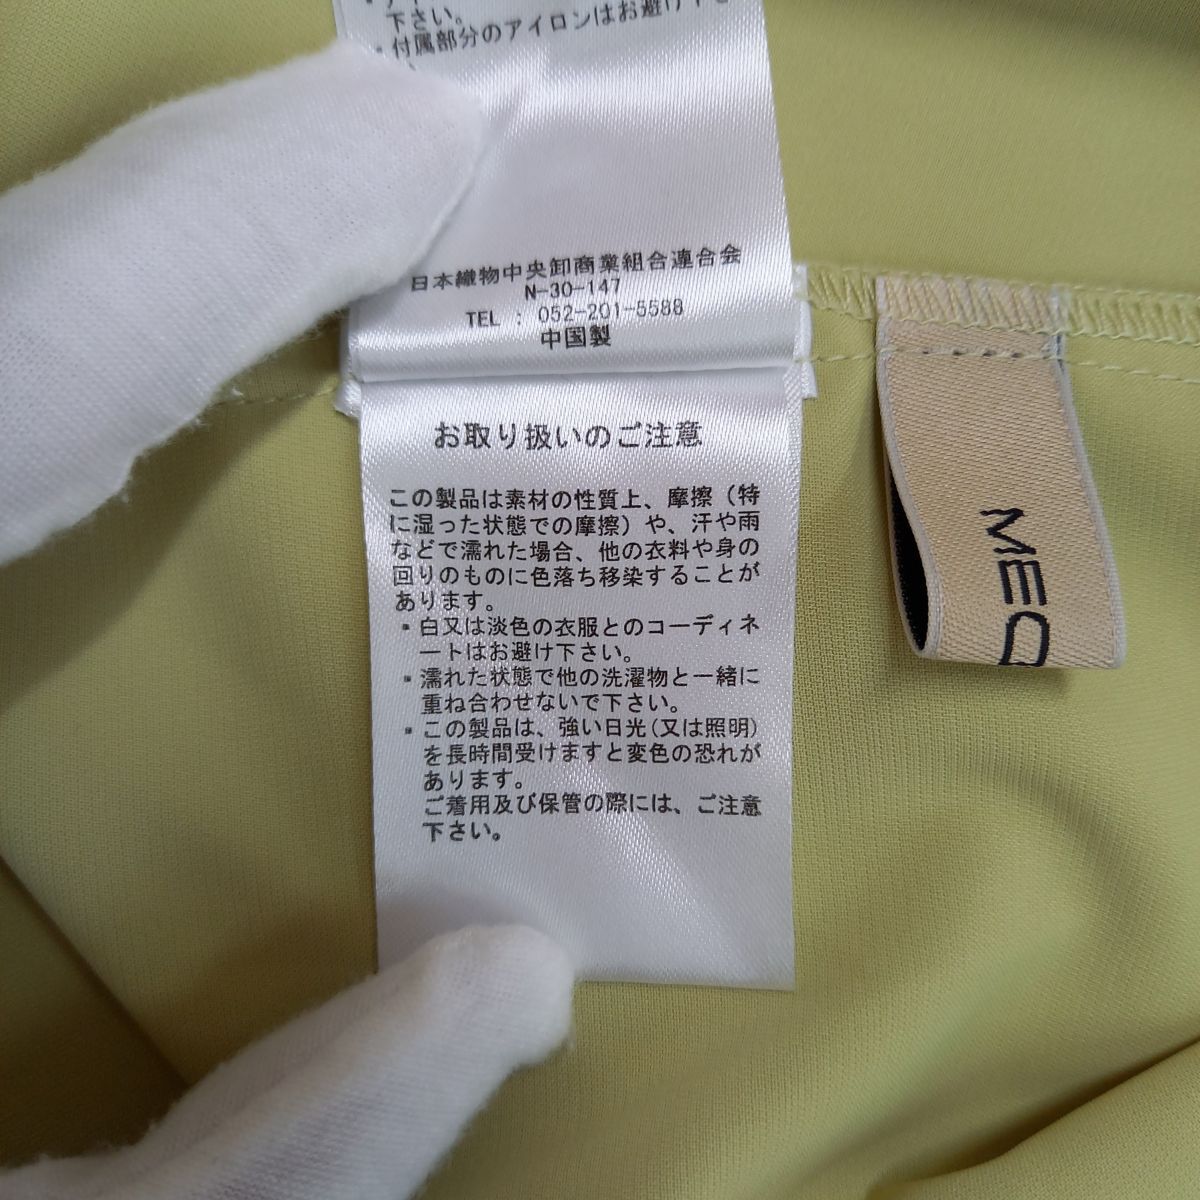 下さい。
・付属部分のアイロンはお避け下さ
日本織物中央卸商業組合連合会
N-30-147
TEL : 052-201-5588
中国製
お取り扱いのご注意
この製品は素材の性質上、摩擦（特
に湿った状態での摩擦）や、汗や雨
などで濡れた場合、他の衣料や身の
回りのものに色落ち移染することが
あります。
・白又は淡色の衣服とのコーディネ
ートはお避け下さい。
・濡れた状態で他の洗濯物と一緒に
重ね合わせないで下さい。
・この製品は、強い日光(又は照明)
を長時間受けますと変色の恐れが
あります。
ご着用及び保管の際には、ご注意
下さい。